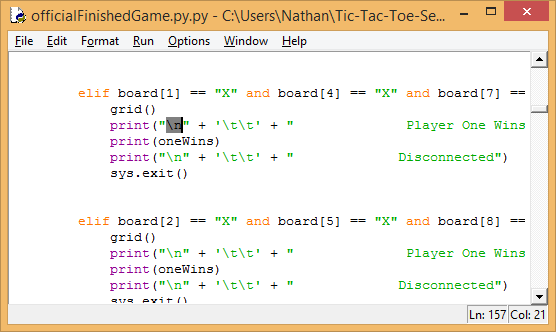 officialFinishedGame.py.py - C:\Users\Nathan\Tic-Tac-Toe-Se...
File Edit Format Run Options Window Help
elif board[1] == "X" and board[4] == "X" and board[7] ==
grid()
print("\n" + '\t\t' + "                Player One Wins
print(oneWins)
print("\n" + '\t\t' + "               Disconnected")
sys.exit()
elif board[2] == "X" and board[5] == "X" and board[8] ==
grid()
print("\n" + '\t\t' + "                Player One Wins
print(oneWins)
print("\n" + '\t\t' + "               Disconnected")
sys.exit()
Ln: 157 Col: 21